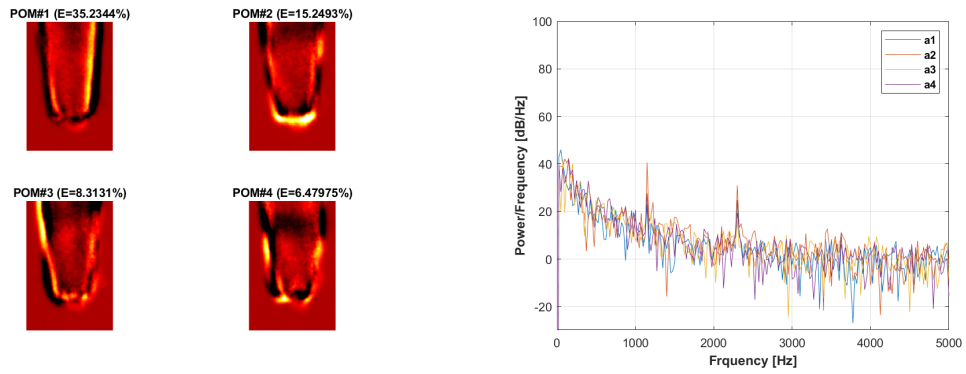 POM#1 (E=35.2344%)
POM#2 (E=15.2493%)
POM#3 (E=8.3131%)
POM#4 (E=6.47975%)
100
80
60
40
20
0
-20
0
1000
2000
3000
4000
5000
Power/Frequency [dB/Hz]
Frquency [Hz]
a1
a2
a3
a4